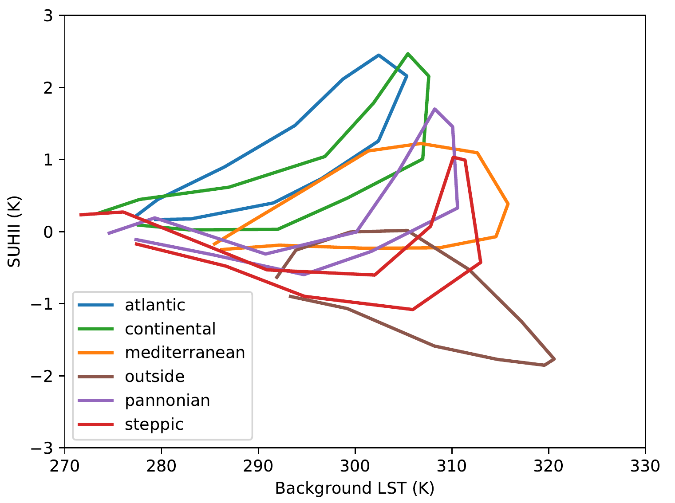 3
2
1
0
−1
−2
−3
SUHII (K)
atlantic
continental
mediterranean
outside
pannonian
steppic
270 280 290 300 310 320 330
Background LST (K)